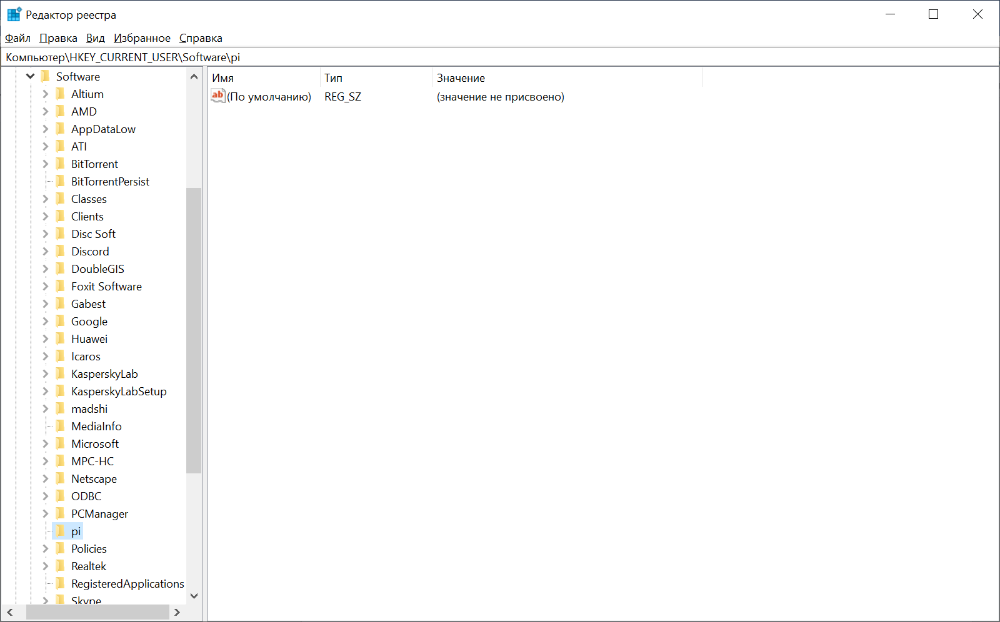 Редактор реестра
Файл Правка Вид Избранное Справка
Компьютер\HKEY_CURRENT_USER\Software\pi
Software
Altium
AMD
AppDataLow
ATI
BitTorrent
BitTorrentPersist
Classes
Clients
Disc Soft
Discord
DoubleGIS
Foxit Software
Gabest
Google
Huawei
Icaros
KasperskyLab
KasperskyLabSetup
madshi
MediaInfo
Microsoft
MPC-HC
Netscape
ODBC
PCManager
pi
Policies
Realtek
RegisteredApplications
Skype
Имя Тип Значение
ab (По умолчанию) REG_SZ (значение не присвоено)